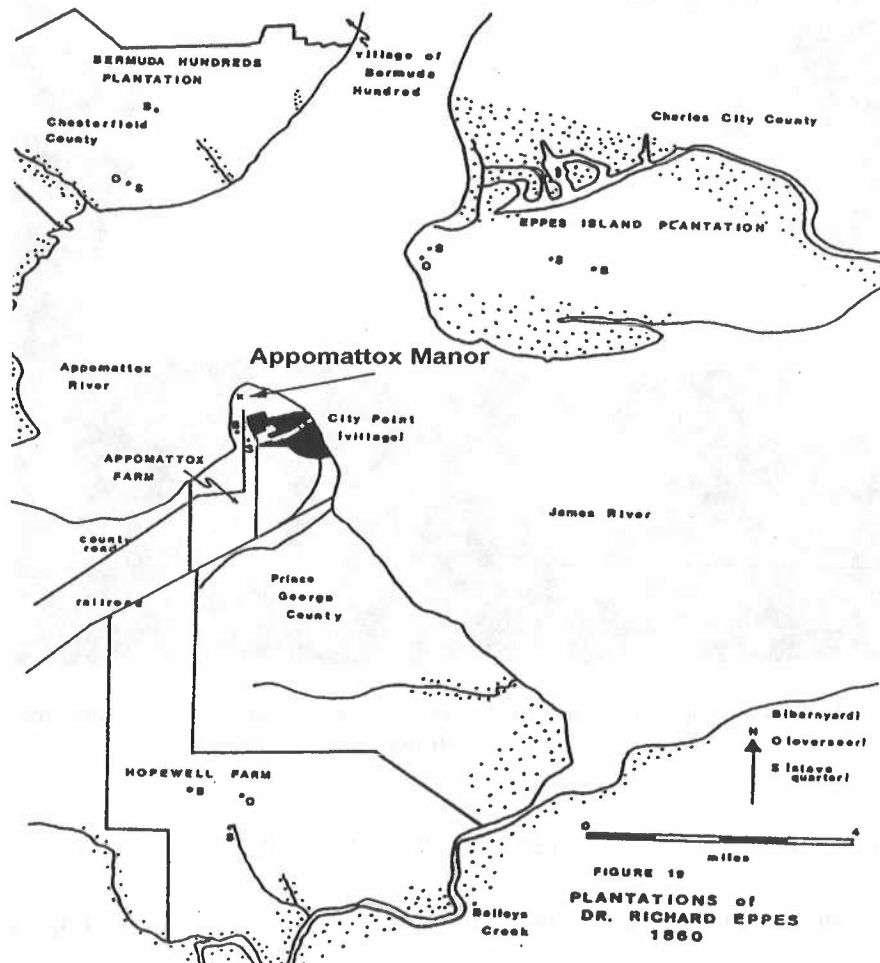 BERMUDA HUNDREDS
PLANTATION
B
Chesterfield
County
O
S
village of
Bermuda
Hundred
Charles City County
EPPES ISLAND PLANTATION
S
O
S
B
Appomattox
River
Appomattox Manor
City Point
(village)
B
S
APPOMATTOX
FARM
county
road
railroad
James River
Prince
George
County
HOPEWELL FARM
B
O
S
Baileys
Creek
N
B(barnyard)
O (overseer)
S (slave
quarter)
0
4
miles
FIGURE 19
PLANTATIONS of
DR. RICHARD EPPES
1860